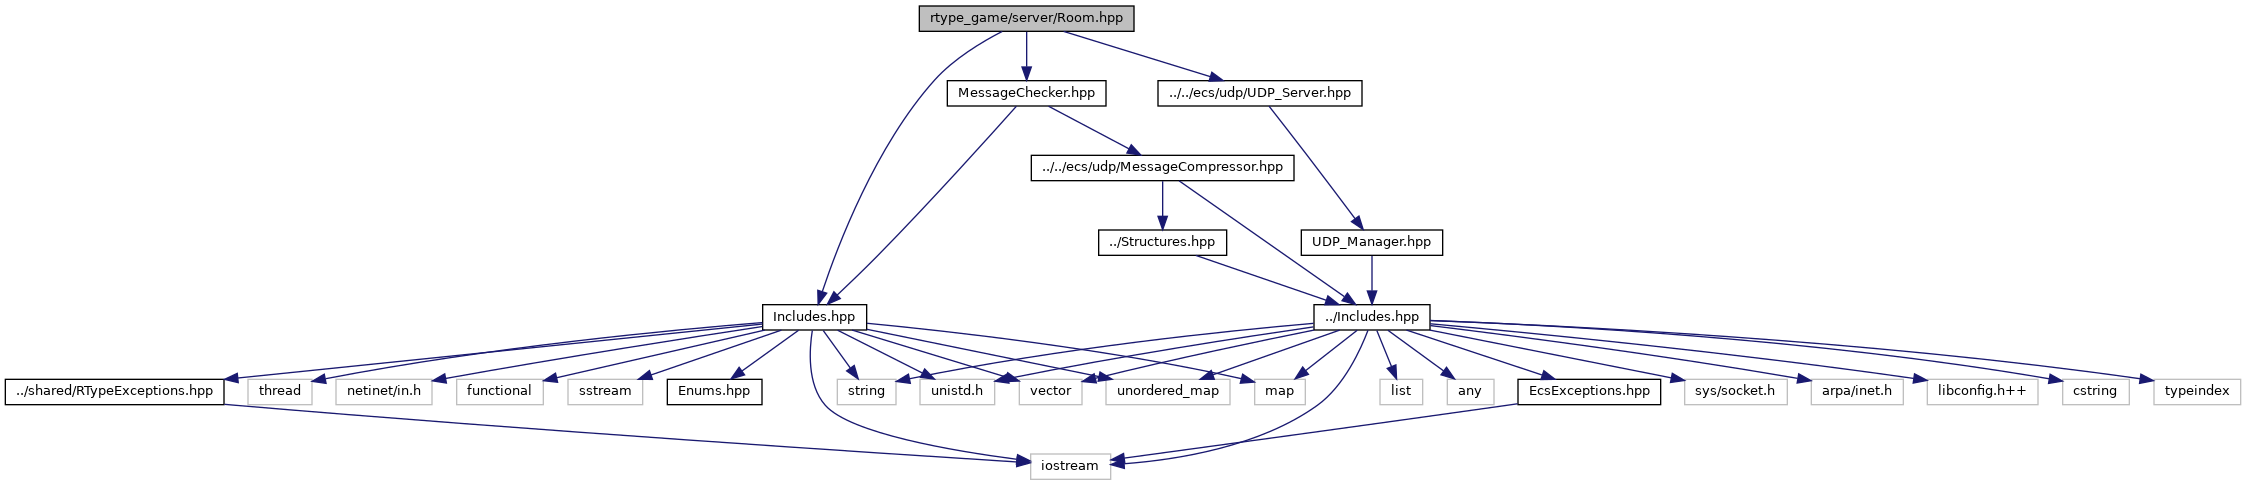 rtype_game/server/Room.hpp
MessageChecker.hpp
../../ecs/udp/UDP_Server.hpp
../../ecs/udp/MessageCompressor.hpp
../Structures.hpp
UDP_Manager.hpp
Includes.hpp
../Includes.hpp
../shared/RTypeExceptions.hpp
thread
netinet/in.h
functional
sstream
Enums.hpp
string
unistd.h
vector
unordered_map
map
list
any
EcsExceptions.hpp
sys/socket.h
arpa/inet.h
libconfig.h++
cstring
typeindex
iostream